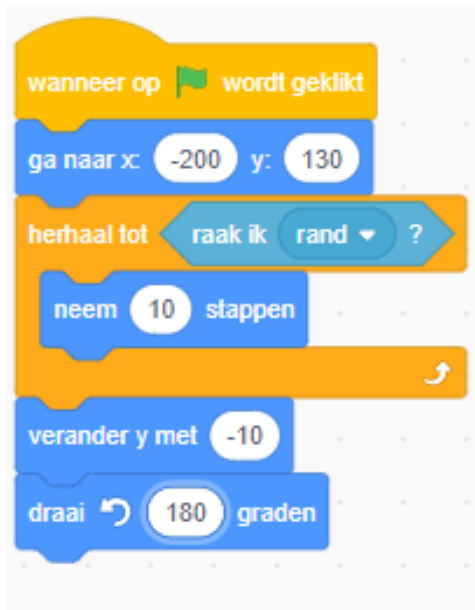 wanneer op wordt geklikt
ga naar x: -200 y: 130
herhaal tot raak ik rand ?
neem 10 stappen
verander y met -10
draai 180 graden